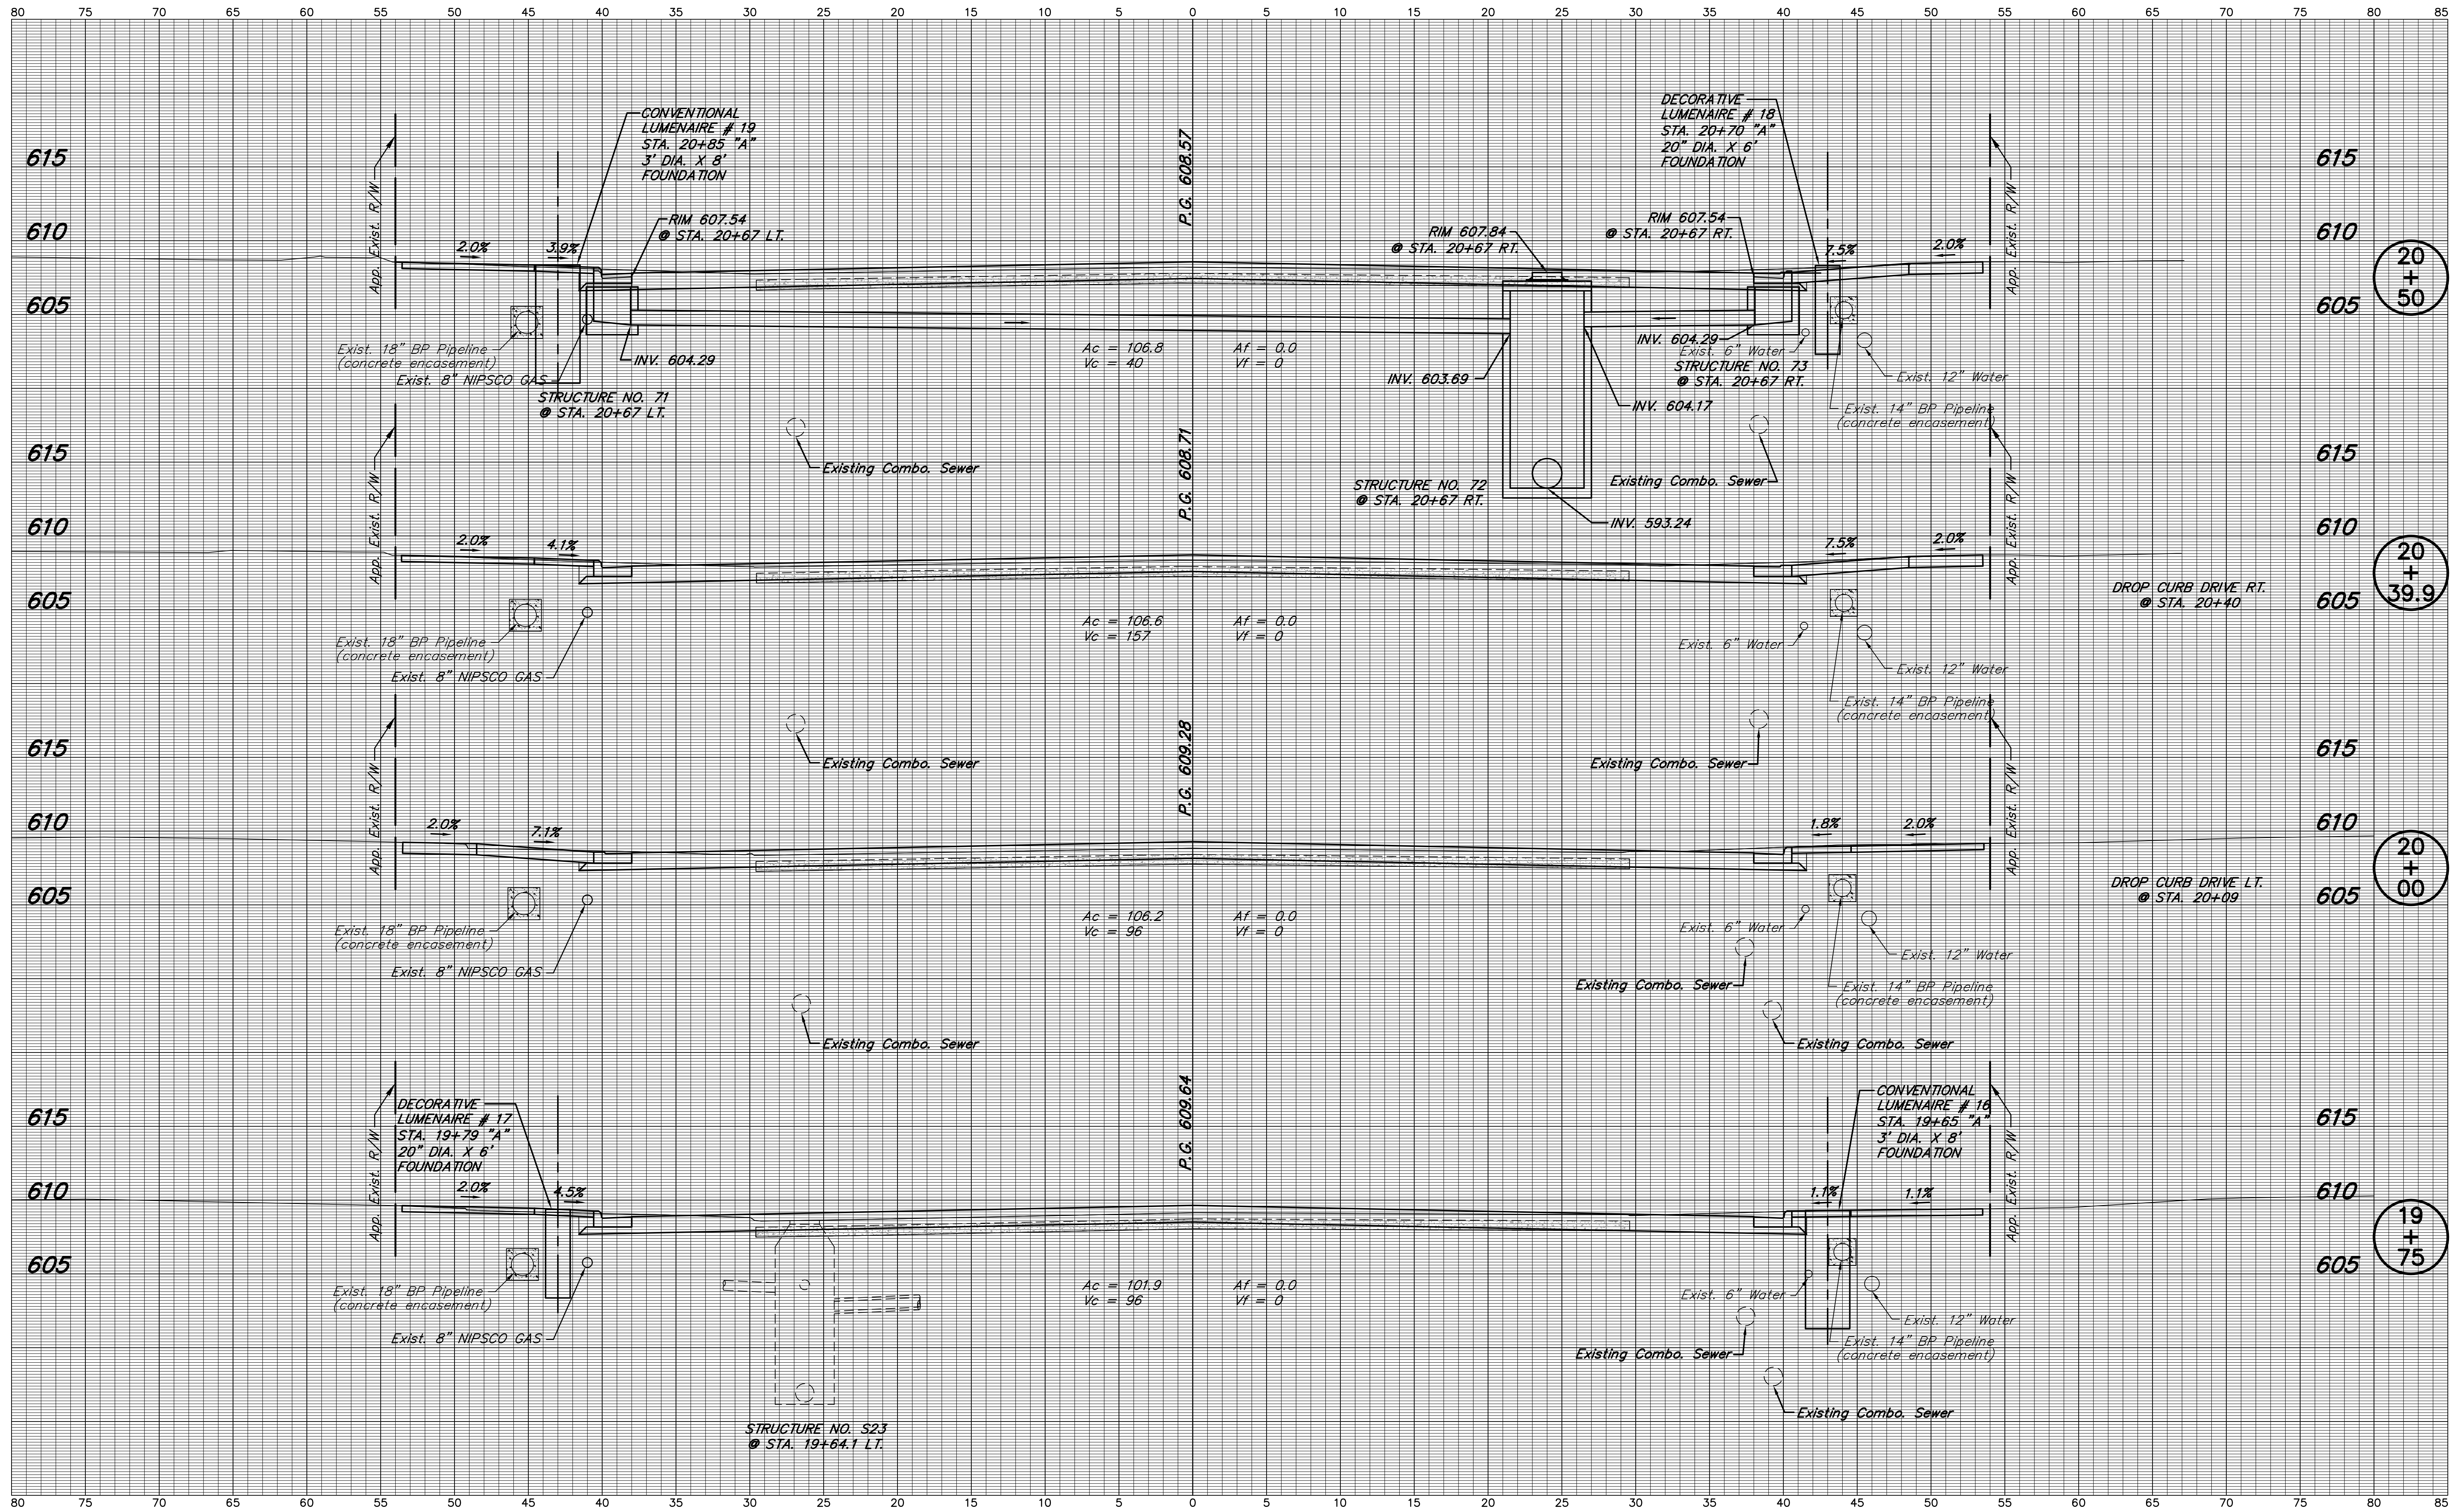 80 75 70 65 60 55 50 45 40 35 30 25 20 15 10 5 0 5 10 15 20 25 30 35 40 45 50 55 60 65 70 75 80 85
CONVENTIONAL
LUMENAIRE # 19
STA. 20+85 "A"
3' DIA. X 8'
FOUNDATION
DECORATIVE
LUMENAIRE # 18
STA. 20+70 "A"
20" DIA. X 6'
FOUNDATION
P.G. 608.57
615
610
605
615
610
605
App. Exist. R/W
App. Exist. R/W
RIM 607.54
@ STA. 20+67 LT.
RIM 607.84
@ STA. 20+67 RT.
RIM 607.54
@ STA. 20+67 RT.
2.0%
3.9%
7.5%
2.0%
20
+
50
Exist. 18" BP Pipeline
(concrete encasement)
Exist. 8" NIPSCO GAS
INV. 604.29
STRUCTURE NO. 71
@ STA. 20+67 LT.
Ac = 106.8
Vc = 40
Af = 0.0
Vf = 0
INV. 603.69
INV. 604.29
Exist. 6" Water
STRUCTURE NO. 73
@ STA. 20+67 RT.
INV. 604.17
Exist. 12" Water
Exist. 14" BP Pipeline
(concrete encasement)
Existing Combo. Sewer
Existing Combo. Sewer
STRUCTURE NO. 72
@ STA. 20+67 RT.
INV. 593.24
P.G. 608.71
615
610
605
615
610
605
App. Exist. R/W
App. Exist. R/W
2.0%
4.1%
7.5%
2.0%
20
+
39.9
DROP CURB DRIVE RT.
@ STA. 20+40
Exist. 18" BP Pipeline
(concrete encasement)
Exist. 8" NIPSCO GAS
Ac = 106.6
Vc = 157
Af = 0.0
Vf = 0
Exist. 6" Water
Exist. 12" Water
Exist. 14" BP Pipeline
(concrete encasement)
Existing Combo. Sewer
Existing Combo. Sewer
P.G. 609.28
615
610
605
615
610
605
App. Exist. R/W
App. Exist. R/W
2.0%
7.1%
1.8%
2.0%
20
+
00
DROP CURB DRIVE LT.
@ STA. 20+09
Exist. 18" BP Pipeline
(concrete encasement)
Exist. 8" NIPSCO GAS
Ac = 106.2
Vc = 96
Af = 0.0
Vf = 0
Exist. 6" Water
Exist. 12" Water
Existing Combo. Sewer
Exist. 14" BP Pipeline
(concrete encasement)
Existing Combo. Sewer
Existing Combo. Sewer
P.G. 609.64
615
610
605
615
610
605
App. Exist. R/W
App. Exist. R/W
DECORATIVE
LUMENAIRE # 17
STA. 19+79 "A"
20" DIA. X 6'
FOUNDATION
CONVENTIONAL
LUMENAIRE # 16
STA. 19+65 "A"
3' DIA. X 8'
FOUNDATION
2.0%
4.5%
1.1%
1.1%
19
+
75
Exist. 18" BP Pipeline
(concrete encasement)
Exist. 8" NIPSCO GAS
Ac = 101.9
Vc = 96
Af = 0.0
Vf = 0
Exist. 6" Water
Exist. 12" Water
Existing Combo. Sewer
Exist. 14" BP Pipeline
(concrete encasement)
Existing Combo. Sewer
STRUCTURE NO. S23
@ STA. 19+64.1 LT.
80 75 70 65 60 55 50 45 40 35 30 25 20 15 10 5 0 5 10 15 20 25 30 35 40 45 50 55 60 65 70 75 80 85